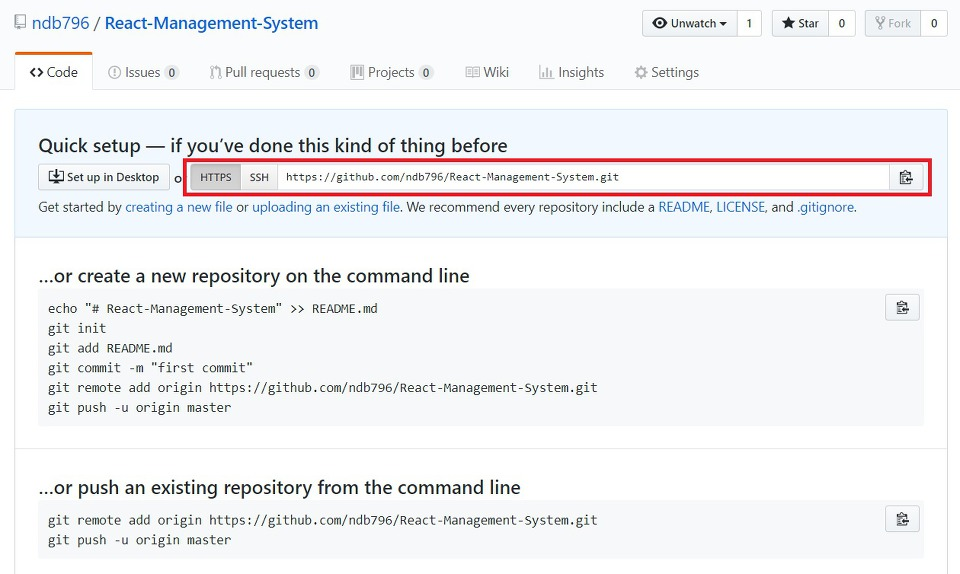 ndb796 / React-Management-System
Unwatch 1 Star 0 Fork 0
Code Issues 0 Pull requests 0 Projects 0 Wiki Insights Settings
Quick setup — if you’ve done this kind of thing before
Set up in Desktop or HTTPS SSH https://github.com/ndb796/React-Management-System.git
Get started by creating a new file or uploading an existing file. We recommend every repository include a README, LICENSE, and .gitignore.
…or create a new repository on the command line
echo "# React-Management-System" >> README.md
git init
git add README.md
git commit -m "first commit"
git remote add origin https://github.com/ndb796/React-Management-System.git
git push -u origin master
…or push an existing repository from the command line
git remote add origin https://github.com/ndb796/React-Management-System.git
git push -u origin master